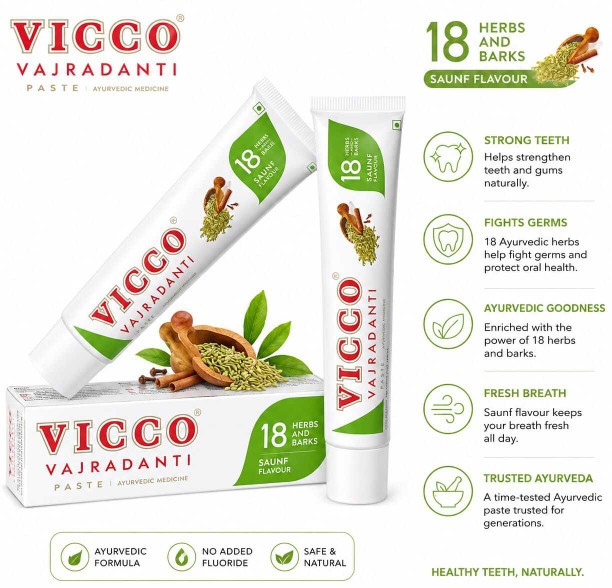 VICCO®
VAJRADANTI
PASTE | AYURVEDIC MEDICINE
18 HERBS
AND
BARKS
SAUNF FLAVOUR
18 HERBS
AND
BARKS
SAUNF
FLAVOUR
VICCO®
VAJRADANTI
PASTE
18 HERBS
AND
BARKS
SAUNF
FLAVOUR
VICCO®
VAJRADANTI
PASTE | AYURVEDIC MEDICINE
VICCO®
VAJRADANTI
PASTE | AYURVEDIC MEDICINE
18 HERBS
AND
BARKS
SAUNF
FLAVOUR
STRONG TEETH
Helps strengthen
teeth and gums
naturally.
FIGHTS GERMS
18 Ayurvedic herbs
help fight germs and
protect oral health.
AYURVEDIC GOODNESS
Enriched with the
power of 18 herbs
and barks.
FRESH BREATH
Saunf flavour keeps
your breath fresh
all day.
TRUSTED AYURVEDA
A time-tested Ayurvedic
paste trusted for
generations.
AYURVEDIC
FORMULA
NO ADDED
FLUORIDE
SAFE &
NATURAL
HEALTHY TEETH, NATURALLY.